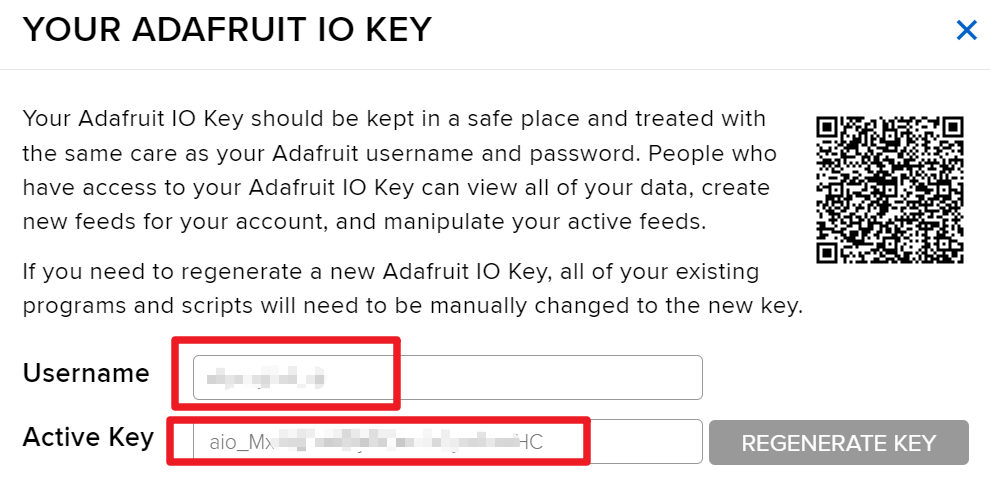 YOUR ADAFRUIT IO KEY
Your Adafruit IO Key should be kept in a safe place and treated with
the same care as your Adafruit username and password. People who
have access to your Adafruit IO Key can view all of your data, create
new feeds for your account, and manipulate your active feeds.
If you need to regenerate a new Adafruit IO Key, all of your existing
programs and scripts will need to be manually changed to the new key.
Username
Active Key
REGENERATE KEY